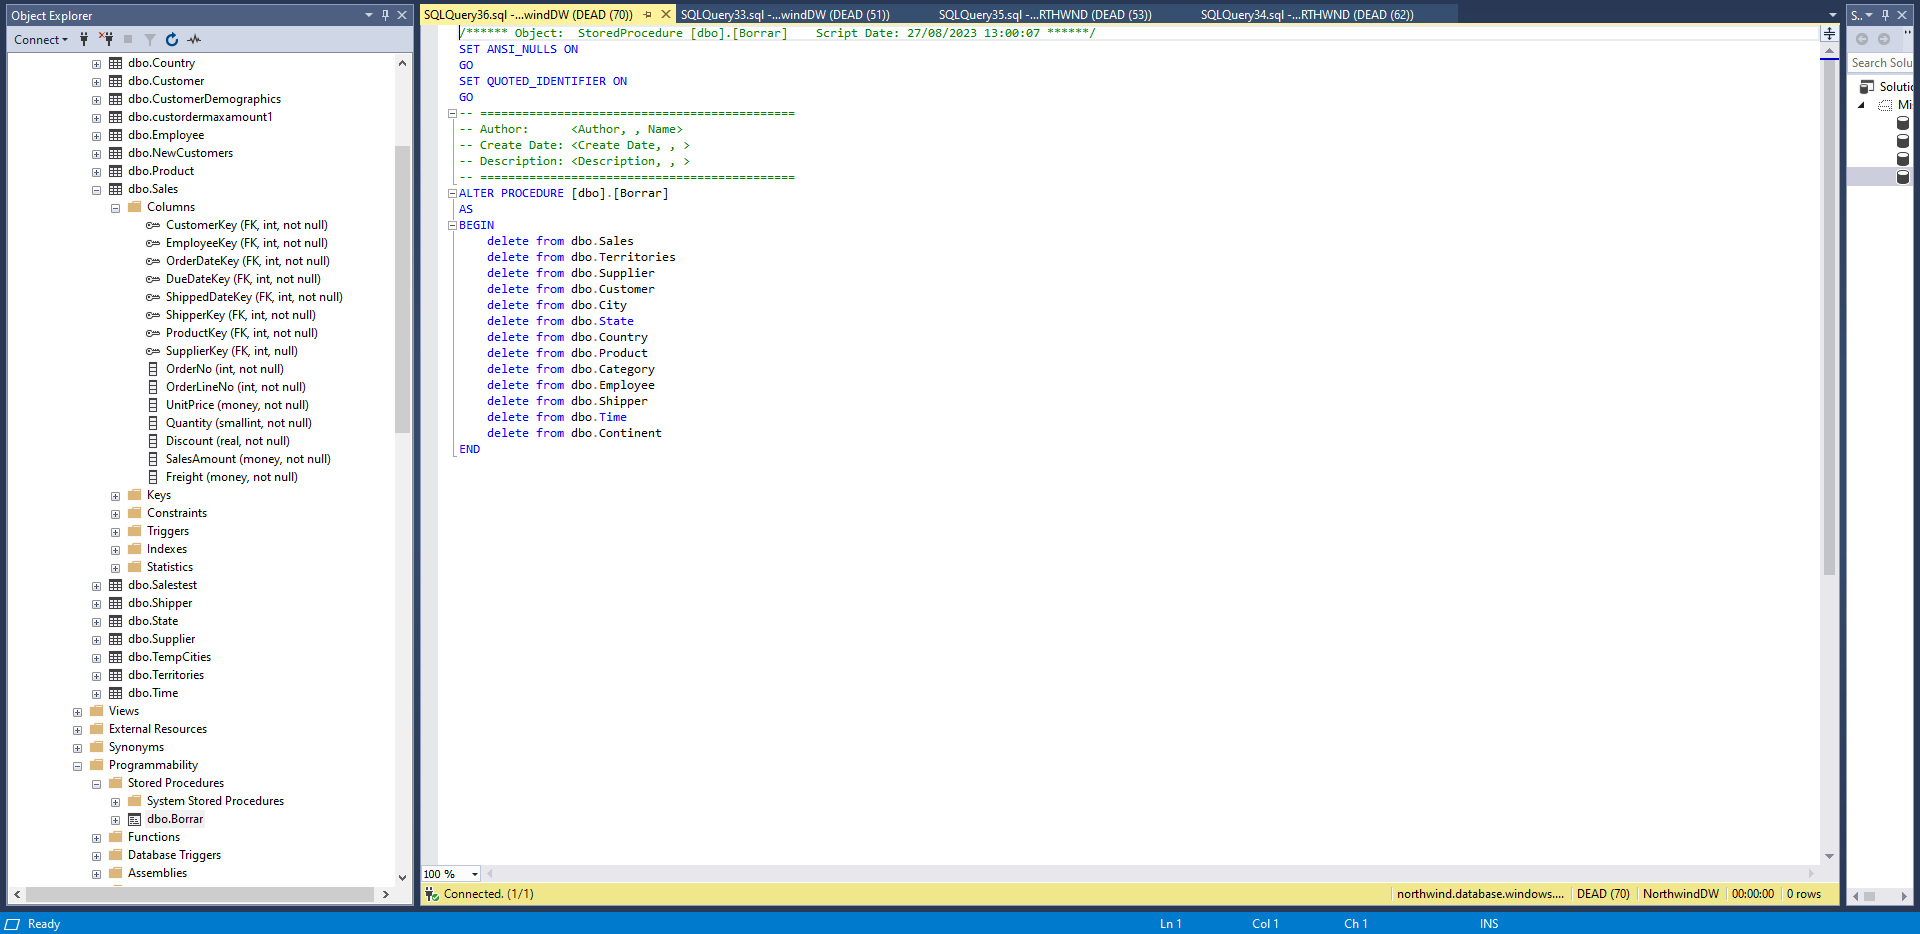 Object Explorer
Connect
dbo.Country
dbo.Customer
dbo.CustomerDemographics
dbo.custordermaxamount1
dbo.Employee
dbo.NewCustomers
dbo.Product
dbo.Sales
Columns
CustomerKey (FK, int, not null)
EmployeeKey (FK, int, not null)
OrderDateKey (FK, int, not null)
DueDateKey (FK, int, not null)
ShippedDateKey (FK, int, not null)
ShipperKey (FK, int, not null)
ProductKey (FK, int, not null)
SupplierKey (FK, int, null)
OrderNo (int, not null)
OrderLineNo (int, not null)
UnitPrice (money, not null)
Quantity (smallint, not null)
Discount (real, not null)
SalesAmount (money, not null)
Freight (money, not null)
Keys
Constraints
Triggers
Indexes
Statistics
dbo.Salestest
dbo.Shipper
dbo.State
dbo.Supplier
dbo.TempCities
dbo.Territories
dbo.Time
Views
External Resources
Synonyms
Programmability
Stored Procedures
System Stored Procedures
dbo.Borrar
Functions
Database Triggers
Assemblies
SQLQuery36.sql -...windDW (DEAD (70))
SQLQuery33.sql -...windDW (DEAD (51))
SQLQuery35.sql -...RTHWND (DEAD (53))
SQLQuery34.sql -...RTHWND (DEAD (62))
/****** Object:  StoredProcedure [dbo].[Borrar]    Script Date: 27/08/2023 13:00:07 ******/
SET ANSI_NULLS ON
GO
SET QUOTED_IDENTIFIER ON
GO
-- =============================================
-- Author:      <Author, , Name>
-- Create Date: <Create Date, , >
-- Description: <Description, , >
-- =============================================
ALTER PROCEDURE [dbo].[Borrar]
AS
BEGIN
delete from dbo.Sales
delete from dbo.Territories
delete from dbo.Supplier
delete from dbo.Customer
delete from dbo.City
delete from dbo.State
delete from dbo.Country
delete from dbo.Product
delete from dbo.Category
delete from dbo.Employee
delete from dbo.Shipper
delete from dbo.Time
delete from dbo.Continent
END
100 %
Connected. (1/1)
northwind.database.windows....
DEAD (70)
NorthwindDW
00:00:00
0 rows
S..
Search Solu
Solutic
Mi
Ready
Ln 1
Col 1
Ch 1
INS